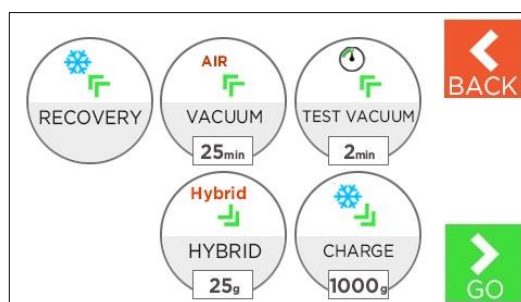 AIR
RECOVERY
VACUUM
TEST VACUUM
25min
2min
BACK
Hybrid
HYBRID
CHARGE
25g
1000g
GO